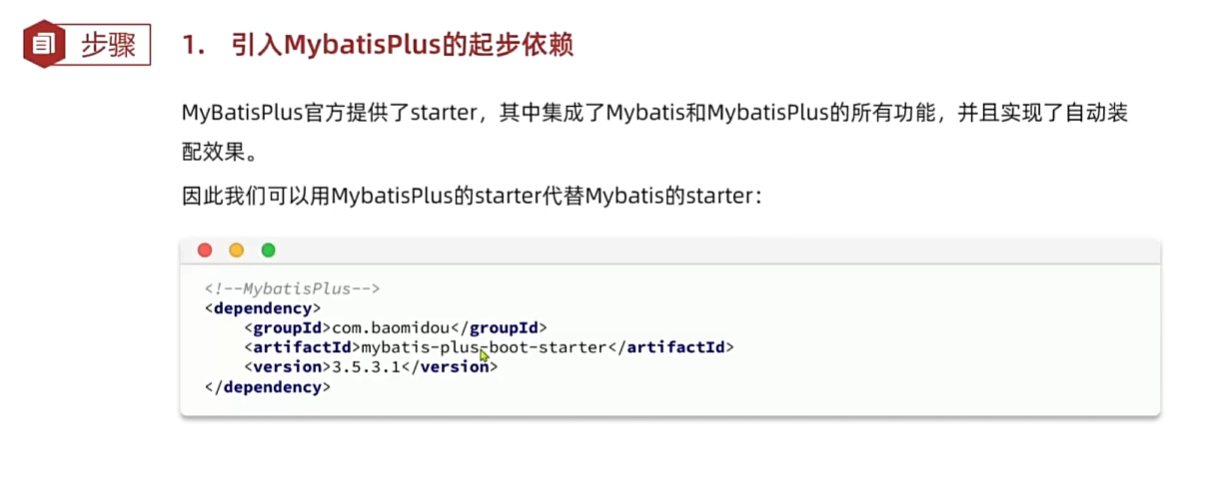 步骤
1. 引入MybatisPlus的起步依赖
MyBatisPlus官方提供了starter，其中集成了Mybatis和MybatisPlus的所有功能，并且实现了自动装
配效果。
因此我们可以用MybatisPlus的starter代替Mybatis的starter：
<!--MybatisPlus-->
<dependency>
    <groupId>com.baomidou</groupId>
    <artifactId>mybatis-plus-boot-starter</artifactId>
    <version>3.5.3.1</version>
</dependency>